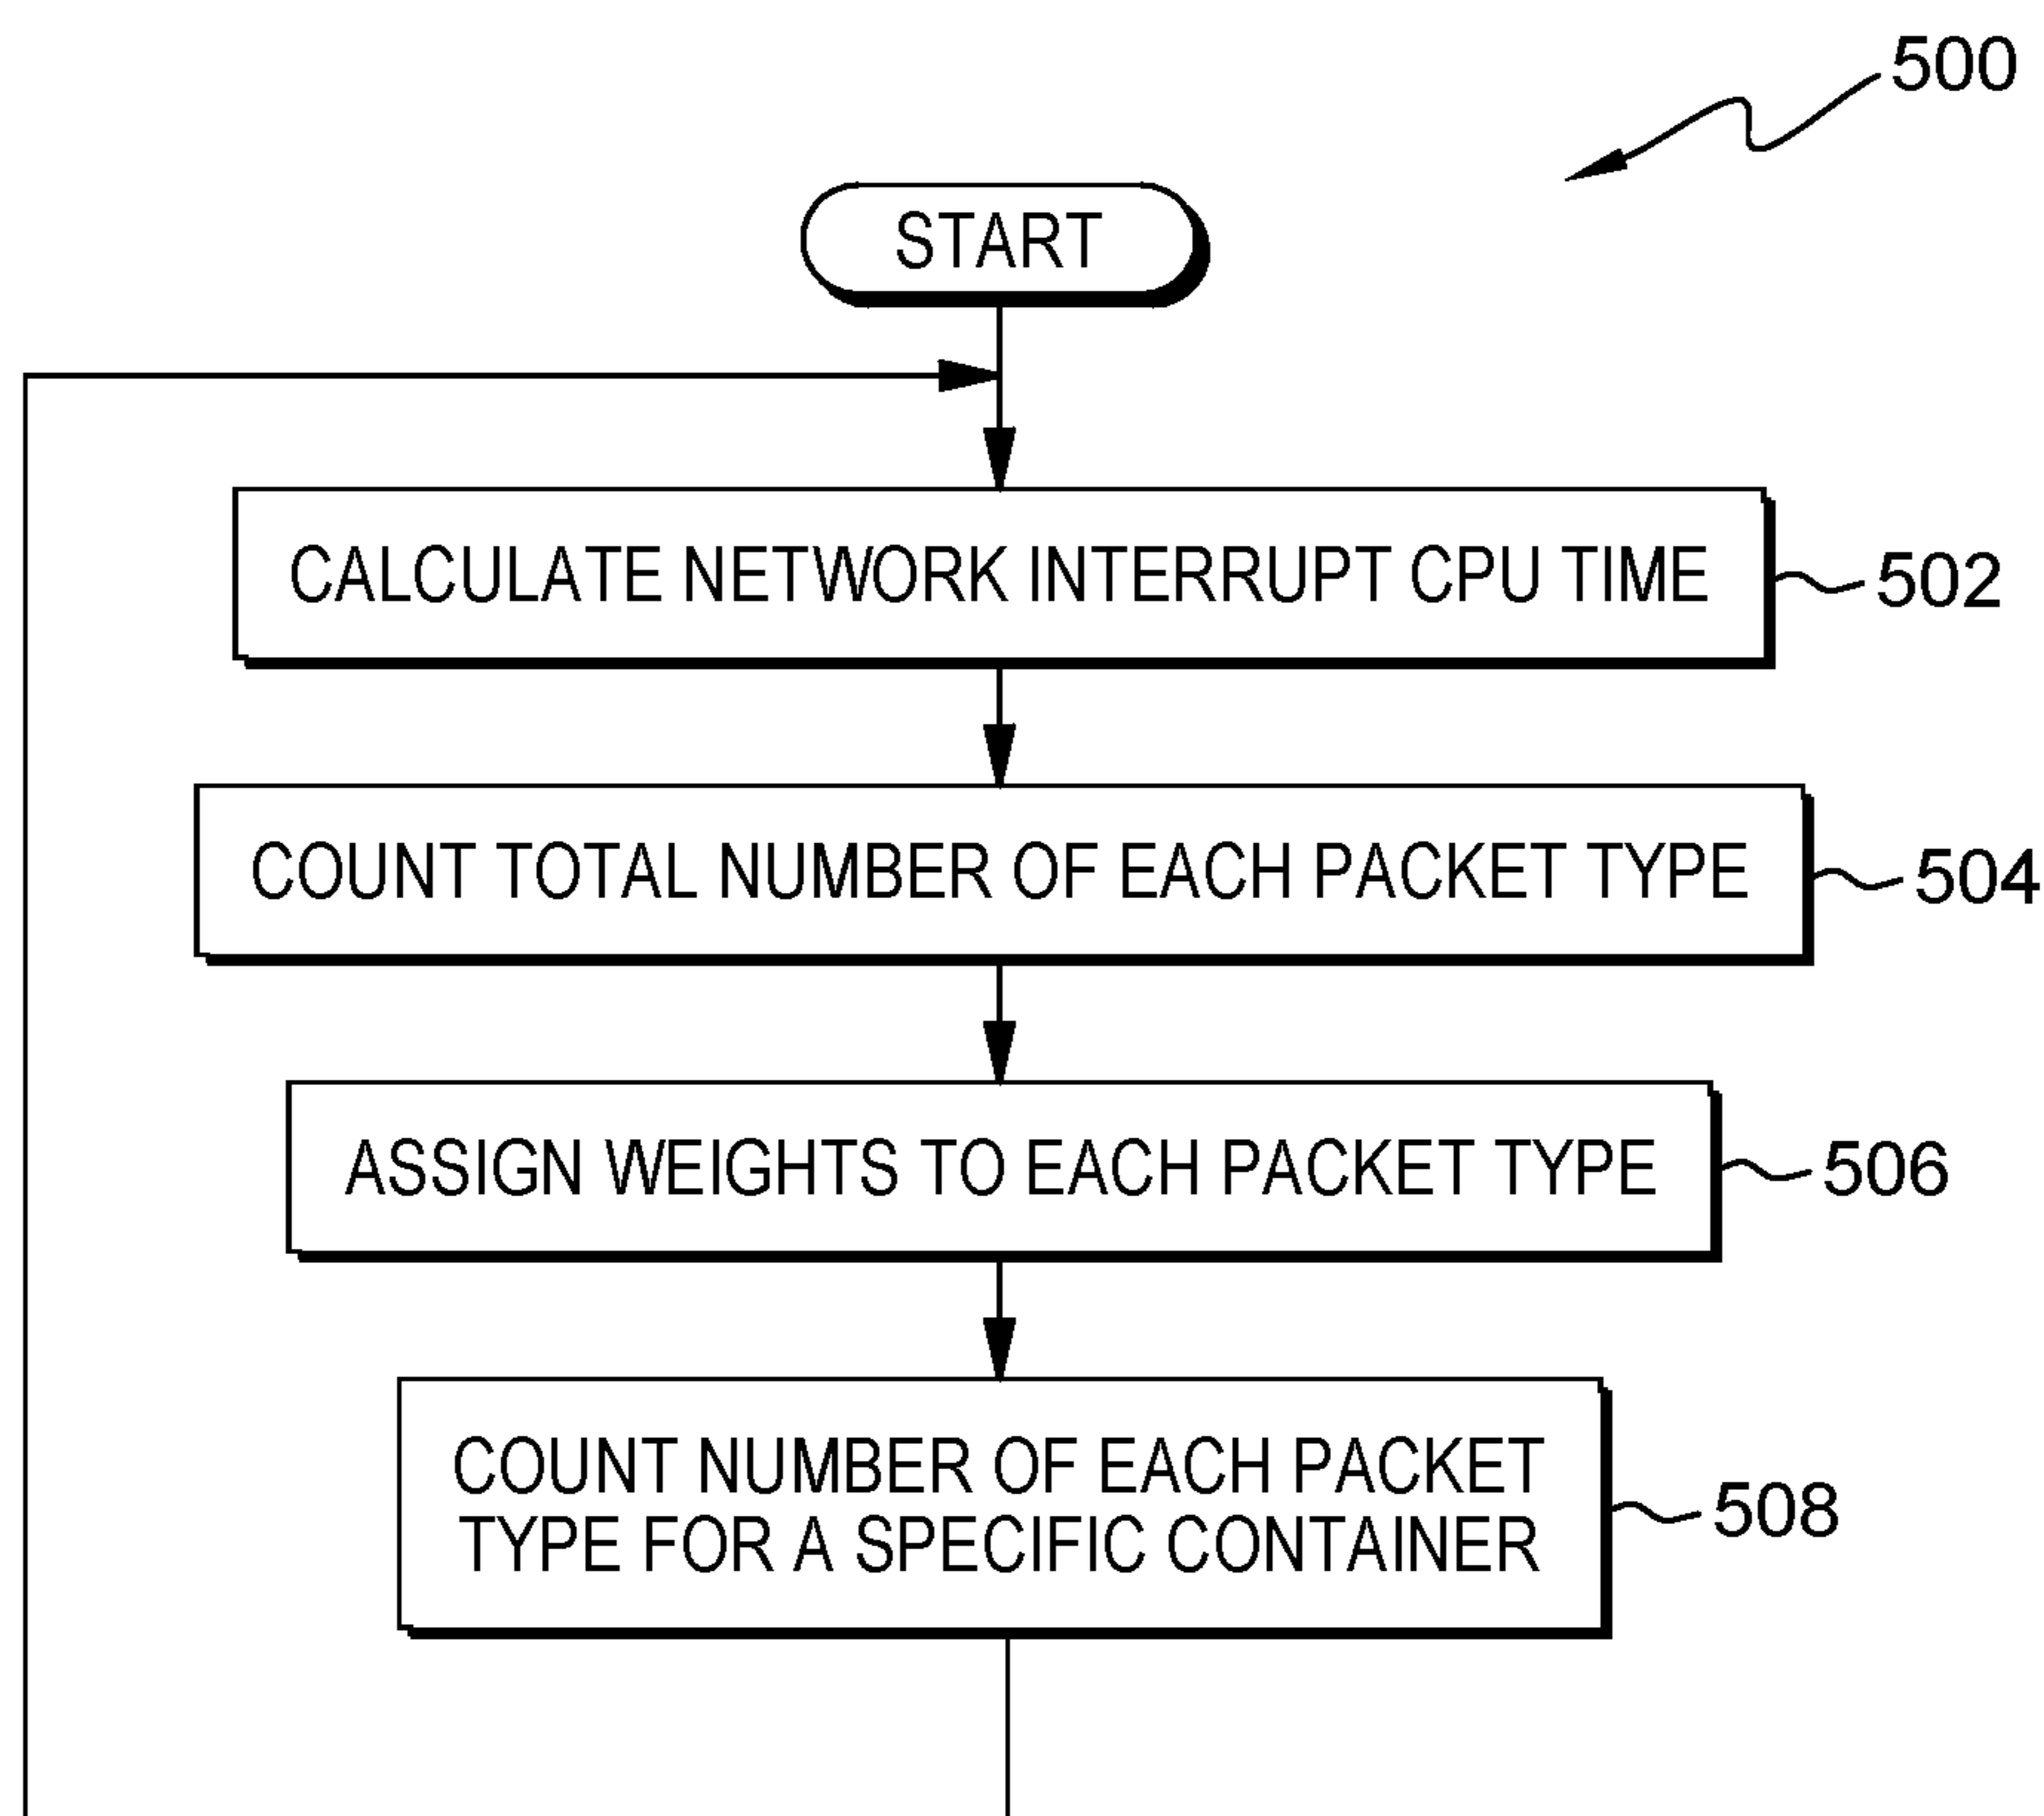 500
START
CALCULATE NETWORK INTERRUPT CPU TIME
502
COUNT TOTAL NUMBER OF EACH PACKET TYPE
504
ASSIGN WEIGHTS TO EACH PACKET TYPE
506
COUNT NUMBER OF EACH PACKET
TYPE FOR A SPECIFIC CONTAINER
508